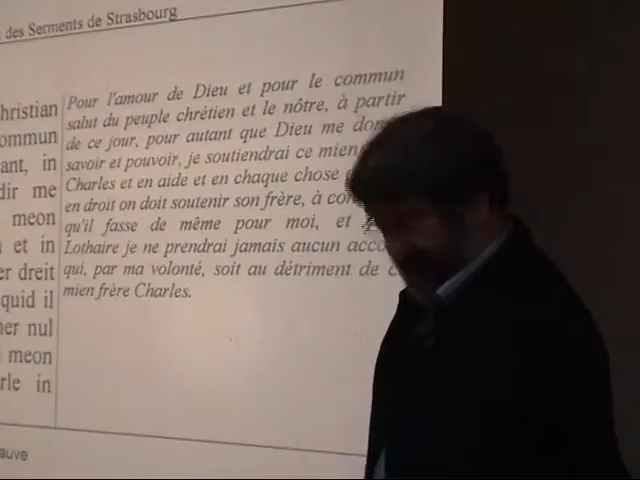 des Serments de Strasbourg
hristian
ommun
ant, in
dir me
meon
et in
er dreit
quid il
er nul
meon
rle in
Pour l'amour de Dieu et pour le commun
salut du peuple chrétien et le nôtre, à partir
de ce jour, pour autant que Dieu me don
savoir et pouvoir, je soutiendrai ce mien
Charles et en aide et en chaque chose
en droit on doit soutenir son frère, à con
qu'il fasse de même pour moi, et
Lothaire je ne prendrai jamais aucun acco
qui, par ma volonté, soit au détriment de c
mien frère Charles.
auve